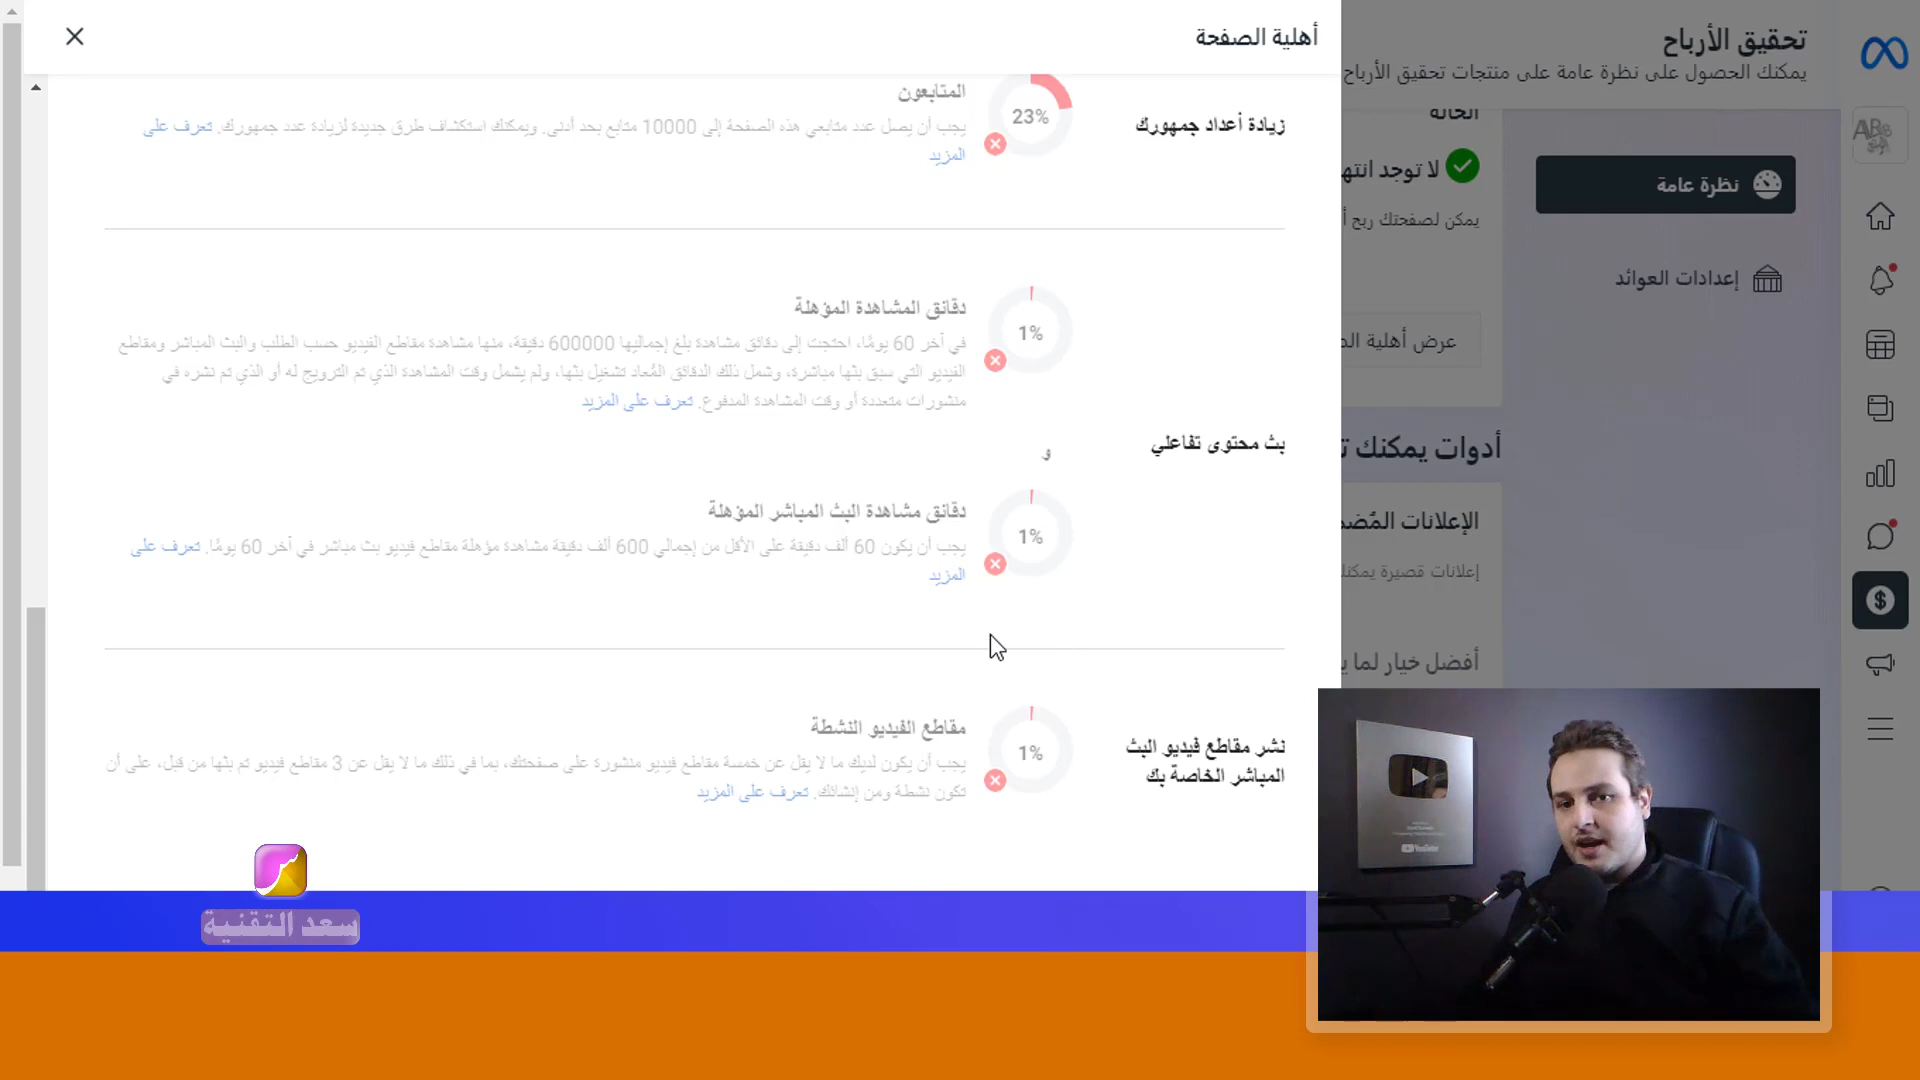 أهلية الصفحة
تحقيق الأرباح
يمكنك الحصول على نظرة عامة على منتجات تحقيق الأرباح
زيادة أعداد جمهورك
23%
المتابعون
يجب أن يصل عدد متابعي هذه الصفحة إلى 10000 متابع بحد أدنى. ويمكنك استكشاف طرق جديدة لزيادة عدد جمهورك. تعرف على
المزيد
بث محتوى تفاعلي
1%
دقائق المشاهدة المؤهلة
في آخر 60 يومًا، احتجت إلى دقائق مشاهدة بلغ إجماليها 600000 دقيقة، منها مشاهدة مقاطع الفيديو حسب الطلب والبث المباشر ومقاطع
الفيديو التي سبق بثها مباشرة، وشمل ذلك الدقائق المُعاد تشغيل بثها، ولم يشمل وقت المشاهدة الذي تم الترويج له أو الذي تم نشره في
منشورات متعددة أو وقت المشاهدة المدفوع. تعرف على المزيد
و
1%
دقائق مشاهدة البث المباشر المؤهلة
يجب أن يكون 60 ألف دقيقة على الأقل من إجمالي 600 ألف دقيقة مشاهدة مؤهلة مقاطع فيديو بث مباشر في آخر 60 يومًا. تعرف على
المزيد
نشر مقاطع فيديو البث
المباشر الخاصة بك
1%
مقاطع الفيديو النشطة
يجب أن يكون لديك ما لا يقل عن خمسة مقاطع فيديو منشورة على صفحتك، بما في ذلك ما لا يقل عن 3 مقاطع فيديو تم بثها من قبل، على أن
تكون نشطة ومن إنشائك. تعرف على المزيد
نظرة عامة
إعدادات العوائد
الحالة
لا توجد
يمكن لصفحتك ربح
عرض أهلية
أدوات يمكنك
الإعلانات
إعلانات قصيرة
أفضل خيار لما
سعد التقنية
YouTube